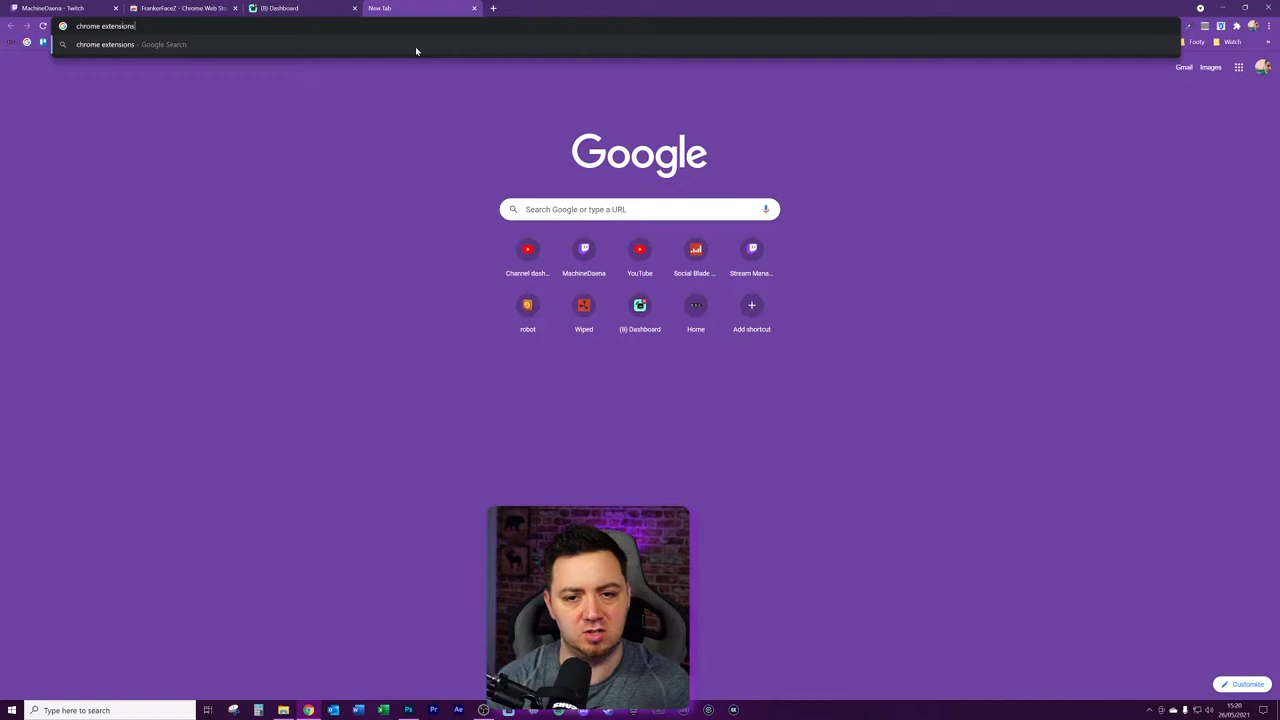 MachineDaena - Twitch
FrankerFaceZ - Chrome Web Sto
(8) Dashboard
New Tab
chrome extensions
chrome extensions - Google Search
Footy
Watch
Gmail
Images
Google
Search Google or type a URL
Channel dash...
MachineDaena
YouTube
Social Blade ...
Stream Mana...
robot
Wiped
(8) Dashboard
Home
Add shortcut
Customise
Type here to search
15:20
26/05/2021